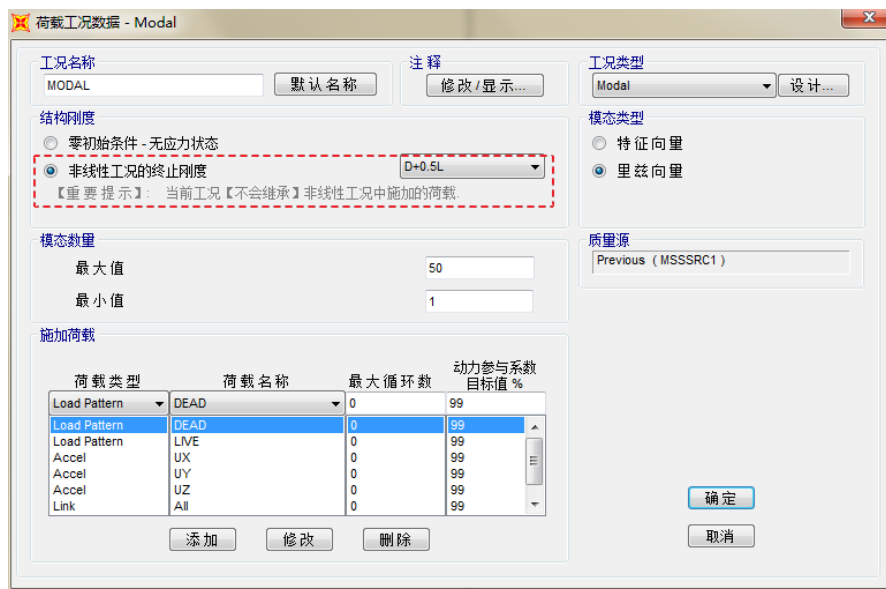 荷载工况数据 - Modal
工况名称
MODAL
默认名称
注释
修改/显示...
工况类型
Modal
设计...
结构刚度
零初始条件 - 无应力状态
非线性工况的终止刚度
D+0.5L
【重要提示】： 当前工况【不会继承】非线性工况中施加的荷载.
模态类型
特征向量
里兹向量
模态数量
最大值
50
最小值
1
质量源
Previous （MSSSRC1）
施加荷载
荷载类型 荷载名称 最大循环数 动力参与系数
目标值 %
Load Pattern DEAD 0 99
Load Pattern DEAD 0 99
Load Pattern LIVE 0 99
Accel UX 0 99
Accel UY 0 99
Accel UZ 0 99
Link All 0 99
添加 修改 删除
确定
取消